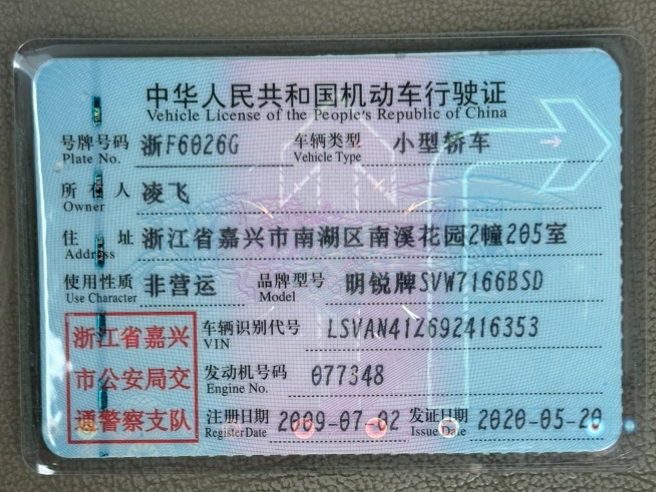 中华人民共和国机动车行驶证
Vehicle License of the People's Republic of China
号牌号码 浙F6026G 车辆类型 小型轿车
Plate No. Vehicle Type
所有人 凌飞
Owner
住址 浙江省嘉兴市南湖区南溪花园2幢205室
Address
使用性质 非营运 品牌型号 明锐牌SVW7166BSD
Use Character Model
浙江省嘉兴 车辆识别代号 LSVAN41Z692416353
VIN
市公安局交 发动机号码 077348
Engine No.
通警察支队 注册日期 2009-07-02 发证日期 2020-05-20
Register Date Issue Date